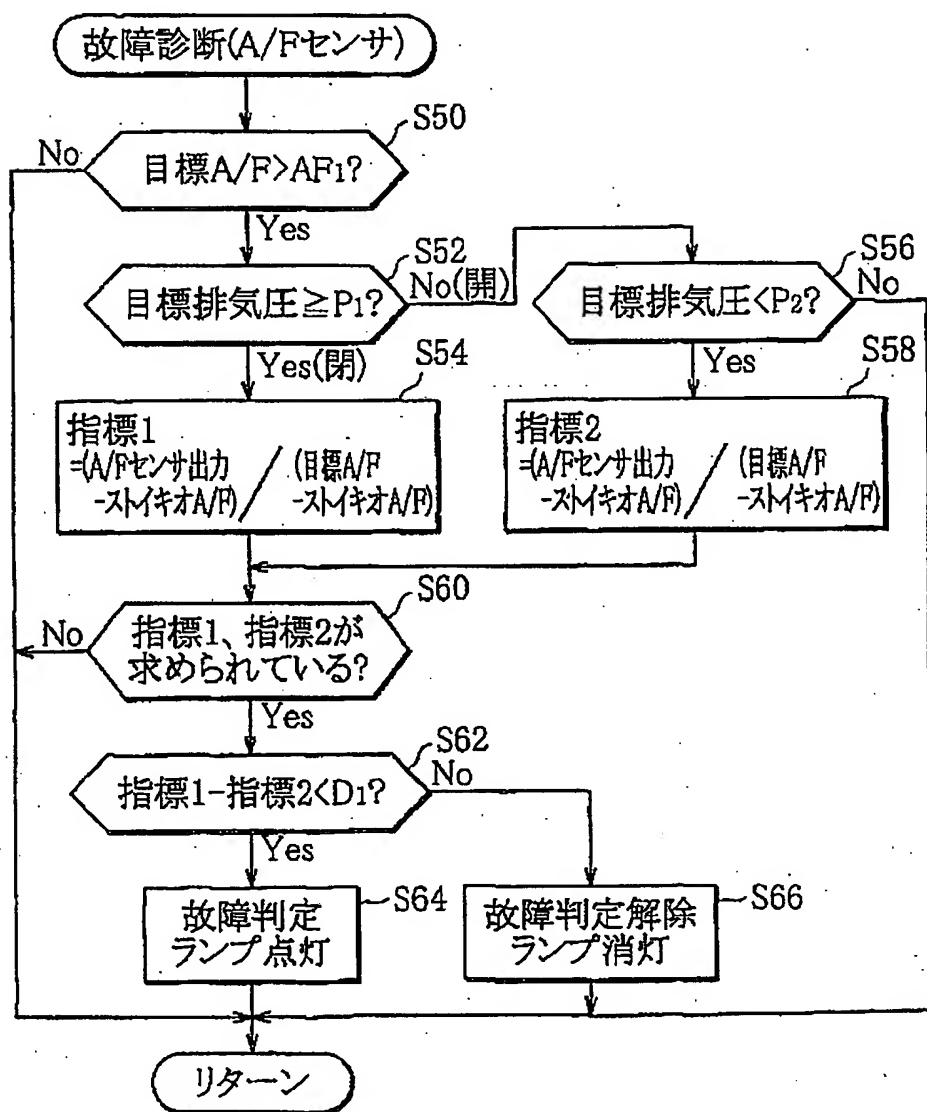 故障診断(A/Fセンサ)
S50
目標A/F>AF1?
No
Yes
S52
目標排気圧≧P1?
No(開)
Yes(閉)
S56
目標排気圧<P2?
No
Yes
S54
指標1
=(A/Fセンサ出力
-ストイキオA/F)
/
(目標A/F
-ストイキオA/F)
S58
指標2
=(A/Fセンサ出力
-ストイキオA/F)
/
(目標A/F
-ストイキオA/F)
S60
指標1、指標2が
求められている?
No
Yes
S62
指標1-指標2<D1?
No
Yes
S64
故障判定
ランプ点灯
S66
故障判定解除
ランプ消灯
リターン